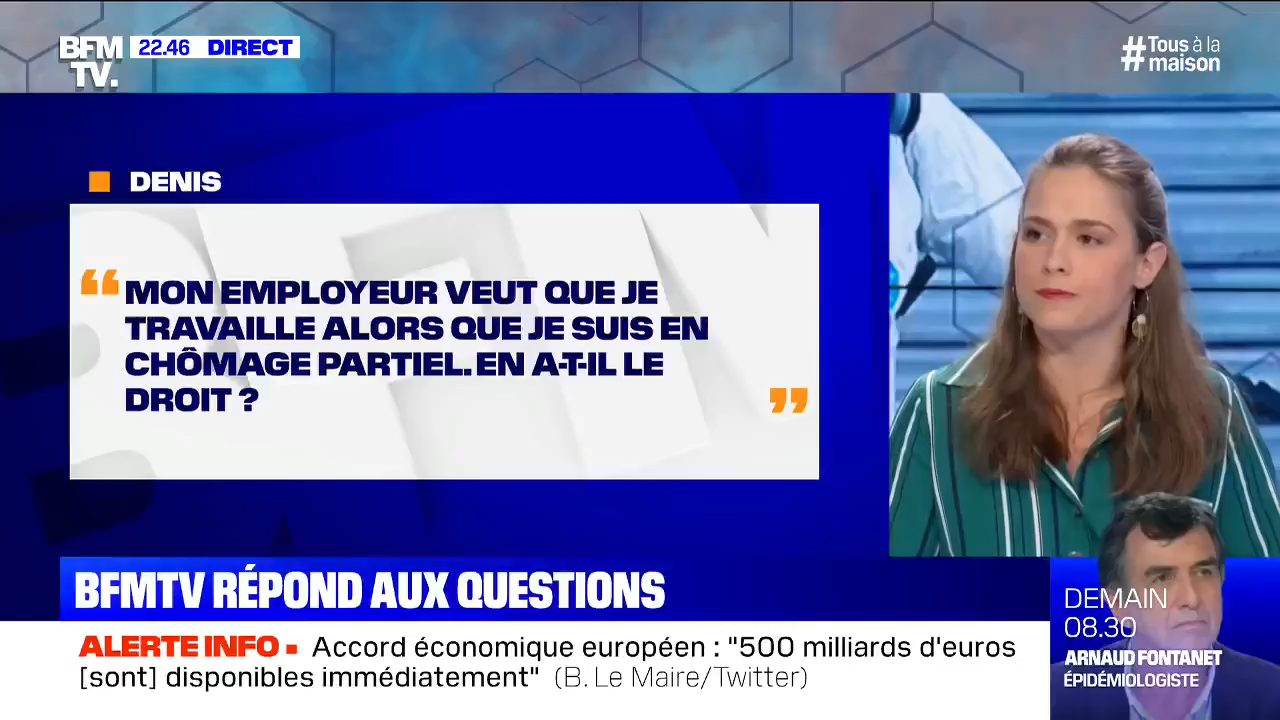 BFM
TV.
22.46 DIRECT
#Tous à la
maison
DENIS
“ MON EMPLOYEUR VEUT QUE JE
TRAVAILLE ALORS QUE JE SUIS EN
CHÔMAGE PARTIEL. EN A-T-IL LE
DROIT ? ”
BFMTV RÉPOND AUX QUESTIONS
ALERTE INFO Accord économique européen : "500 milliards d'euros
[sont] disponibles immédiatement" (B. Le Maire/Twitter)
DEMAIN
08.30
ARNAUD FONTANET
ÉPIDÉMIOLOGISTE